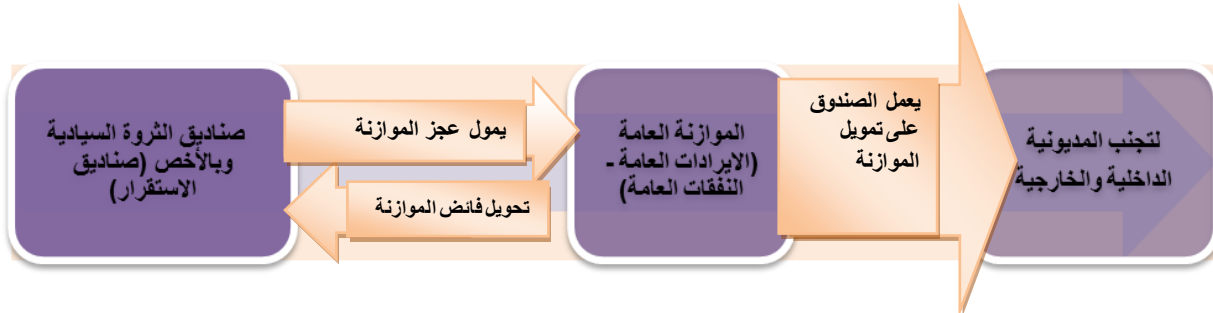 صناديق الثروة السيادية
وبالأخص (صناديق
الاستقرار)
يمول عجز الموازنة
تحويل فائض الموازنة
الموازنة العامة
(الايرادات العامة -
النفقات العامة)
يعمل الصندوق
على تمويل
الموازنة
لتجنب المديونية
الداخلية والخارجية